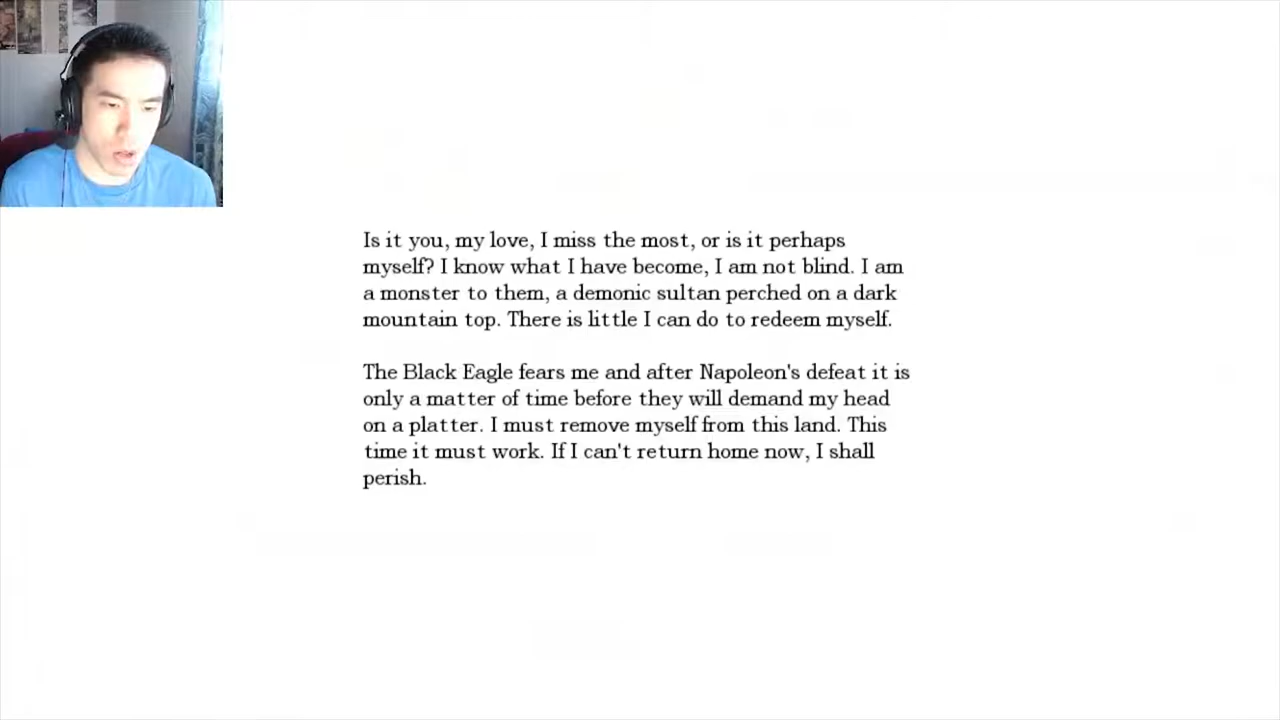 Is it you, my love, I miss the most, or is it perhaps
myself? I know what I have become, I am not blind. I am
a monster to them, a demonic sultan perched on a dark
mountain top. There is little I can do to redeem myself.
The Black Eagle fears me and after Napoleon's defeat it is
only a matter of time before they will demand my head
on a platter. I must remove myself from this land. This
time it must work. If I can't return home now, I shall
perish.